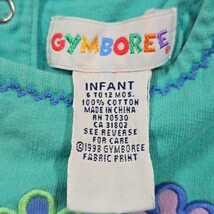 GYMBOREE
INFANT
6 TO 12 MOS.
100% COTTON
MADE IN CHINA
RN 70530
CA 31802
SEE REVERSE
FOR CARE
©1998 GYMBOREE
FABRIC PRINT